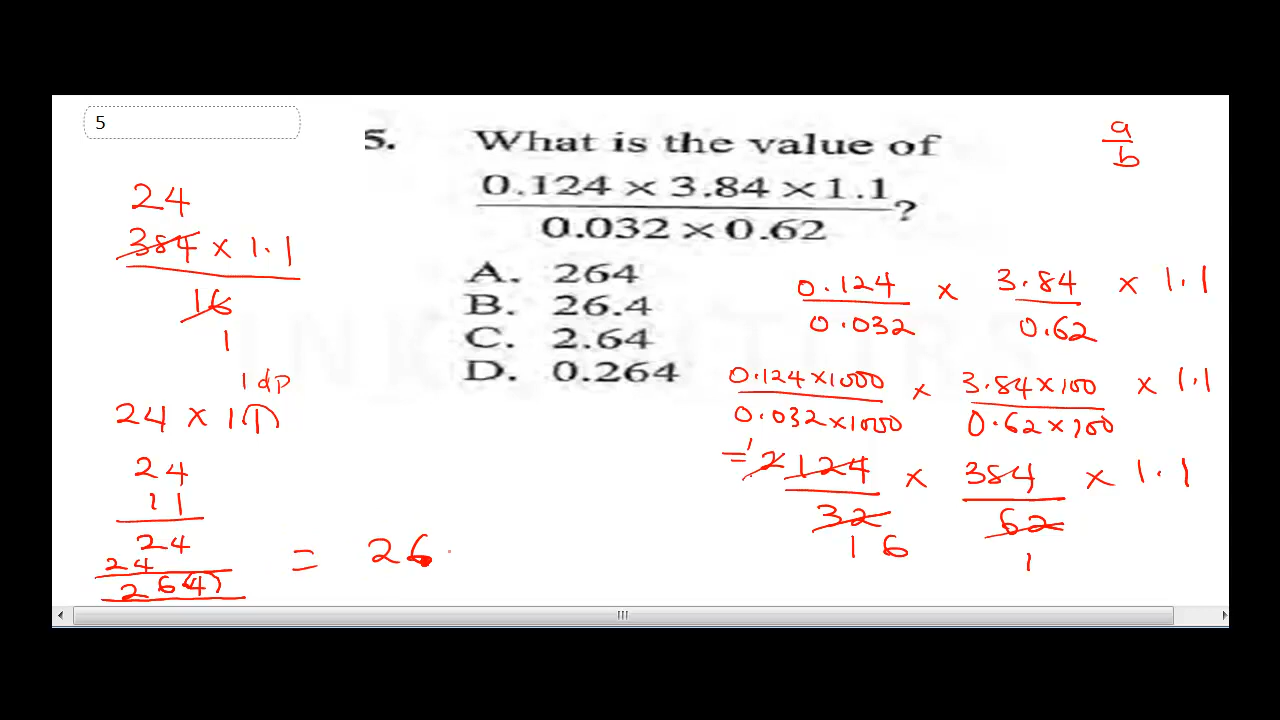 5
5. What is the value of
0.124 × 3.84 × 1.1
0.032 × 0.62
?
A. 264
B. 26.4
C. 2.64
D. 0.264
a
b
0.124 × 3.84 × 1.1
0.032 0.62
0.124×1000 × 3.84×100 × 1.1
0.032×1000 0.62×100
= 1 2 124 × 384 × 1.1
32 62
16 1
24
384 × 1.1
16
1
1dp
24 × 1.1
24
11
24
24
264
= 26.